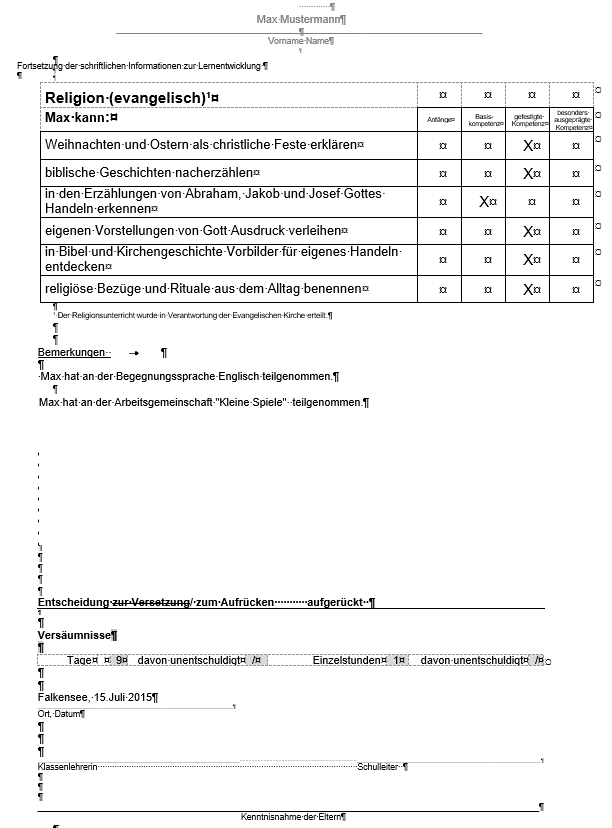 Max Mustermann
Vorname Name
Fortsetzung der schriftlichen Informationen zur Lernentwicklung
Religion (evangelisch)¹
Max kann:
Anfänge
Basis-
kompetenz
gefestigte
Kompetenz
besonders
ausgeprägte
Kompetenz
Weihnachten und Ostern als christliche Feste erklären X
biblische Geschichten nacherzählen X
in den Erzählungen von Abraham, Jakob und Josef Gottes
Handeln erkennen X
eigenen Vorstellungen von Gott Ausdruck verleihen X
in Bibel und Kirchengeschichte Vorbilder für eigenes Handeln
entdecken X
religiöse Bezüge und Rituale aus dem Alltag benennen X
¹ Der Religionsunterricht wurde in Verantwortung der Evangelischen Kirche erteilt.
Bemerkungen →
Max hat an der Begegnungssprache Englisch teilgenommen.
Max hat an der Arbeitsgemeinschaft "Kleine Spiele" teilgenommen.
Entscheidung zur Versetzung/ zum Aufrücken aufgerückt
Versäumnisse
Tage 9 davon unentschuldigt / Einzelstunden 1 davon unentschuldigt /
Falkensee, 15.Juli 2015
Ort, Datum
Klassenlehrerin Schulleiter
Kenntnisnahme der Eltern